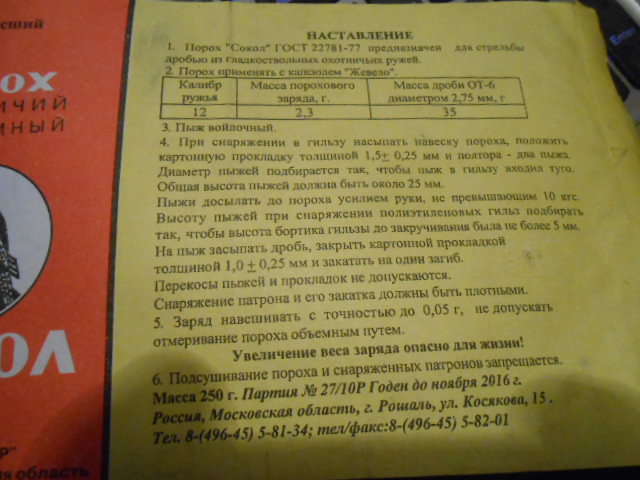 сший
ох
ИЧИЙ
МНЫЙ
ОЛ
Р"
я область
Enter
НАСТАВЛЕНИЕ
1. Порох "Сокол" ГОСТ 22781-77 предназначен для стрельбы
дробью из гладкоствольных охотничьих ружей.
2. Порох применять с капсюлем "Жевело".
Калибр ружья Масса порохового заряда, г. Масса дроби ОТ-6 диаметром 2,75 мм, г
12 2,3 35
3. Пыж войлочный.
4. При снаряжении в гильзу насыпать навеску пороха, положить
картонную прокладку толщиной 1,5± 0,25 мм и полтора - два пыжа.
Диаметр пыжей подбирается так, чтобы пыж в гильзу входил туго.
Общая высота пыжей должна быть около 25 мм.
Пыжи досылать до пороха усилием руки, не превышающим 10 кгс.
Высоту пыжей при снаряжении полиэтиленовых гильз подбирать
так, чтобы высота бортика гильзы до закручивания была не более 5 мм.
На пыж засыпать дробь, закрыть картонной прокладкой
толщиной 1,0 ± 0,25 мм и закатать на один загиб.
Перекосы пыжей и прокладок не допускаются.
Снаряжение патрона и его закатка должны быть плотными.
5. Заряд навешивать с точностью до 0,05 г, не допускать
отмеривание пороха объемным путем.
Увеличение веса заряда опасно для жизни!
6. Подсушивание пороха и снаряженных патронов запрещается.
Масса 250 г. Партия № 27/10Р Годен до ноября 2016 г.
Россия, Московская область, г. Рошаль, ул. Косякова, 15 .
Тел. 8-(496-45) 5-81-34; тел/факс:8-(496-45) 5-82-01